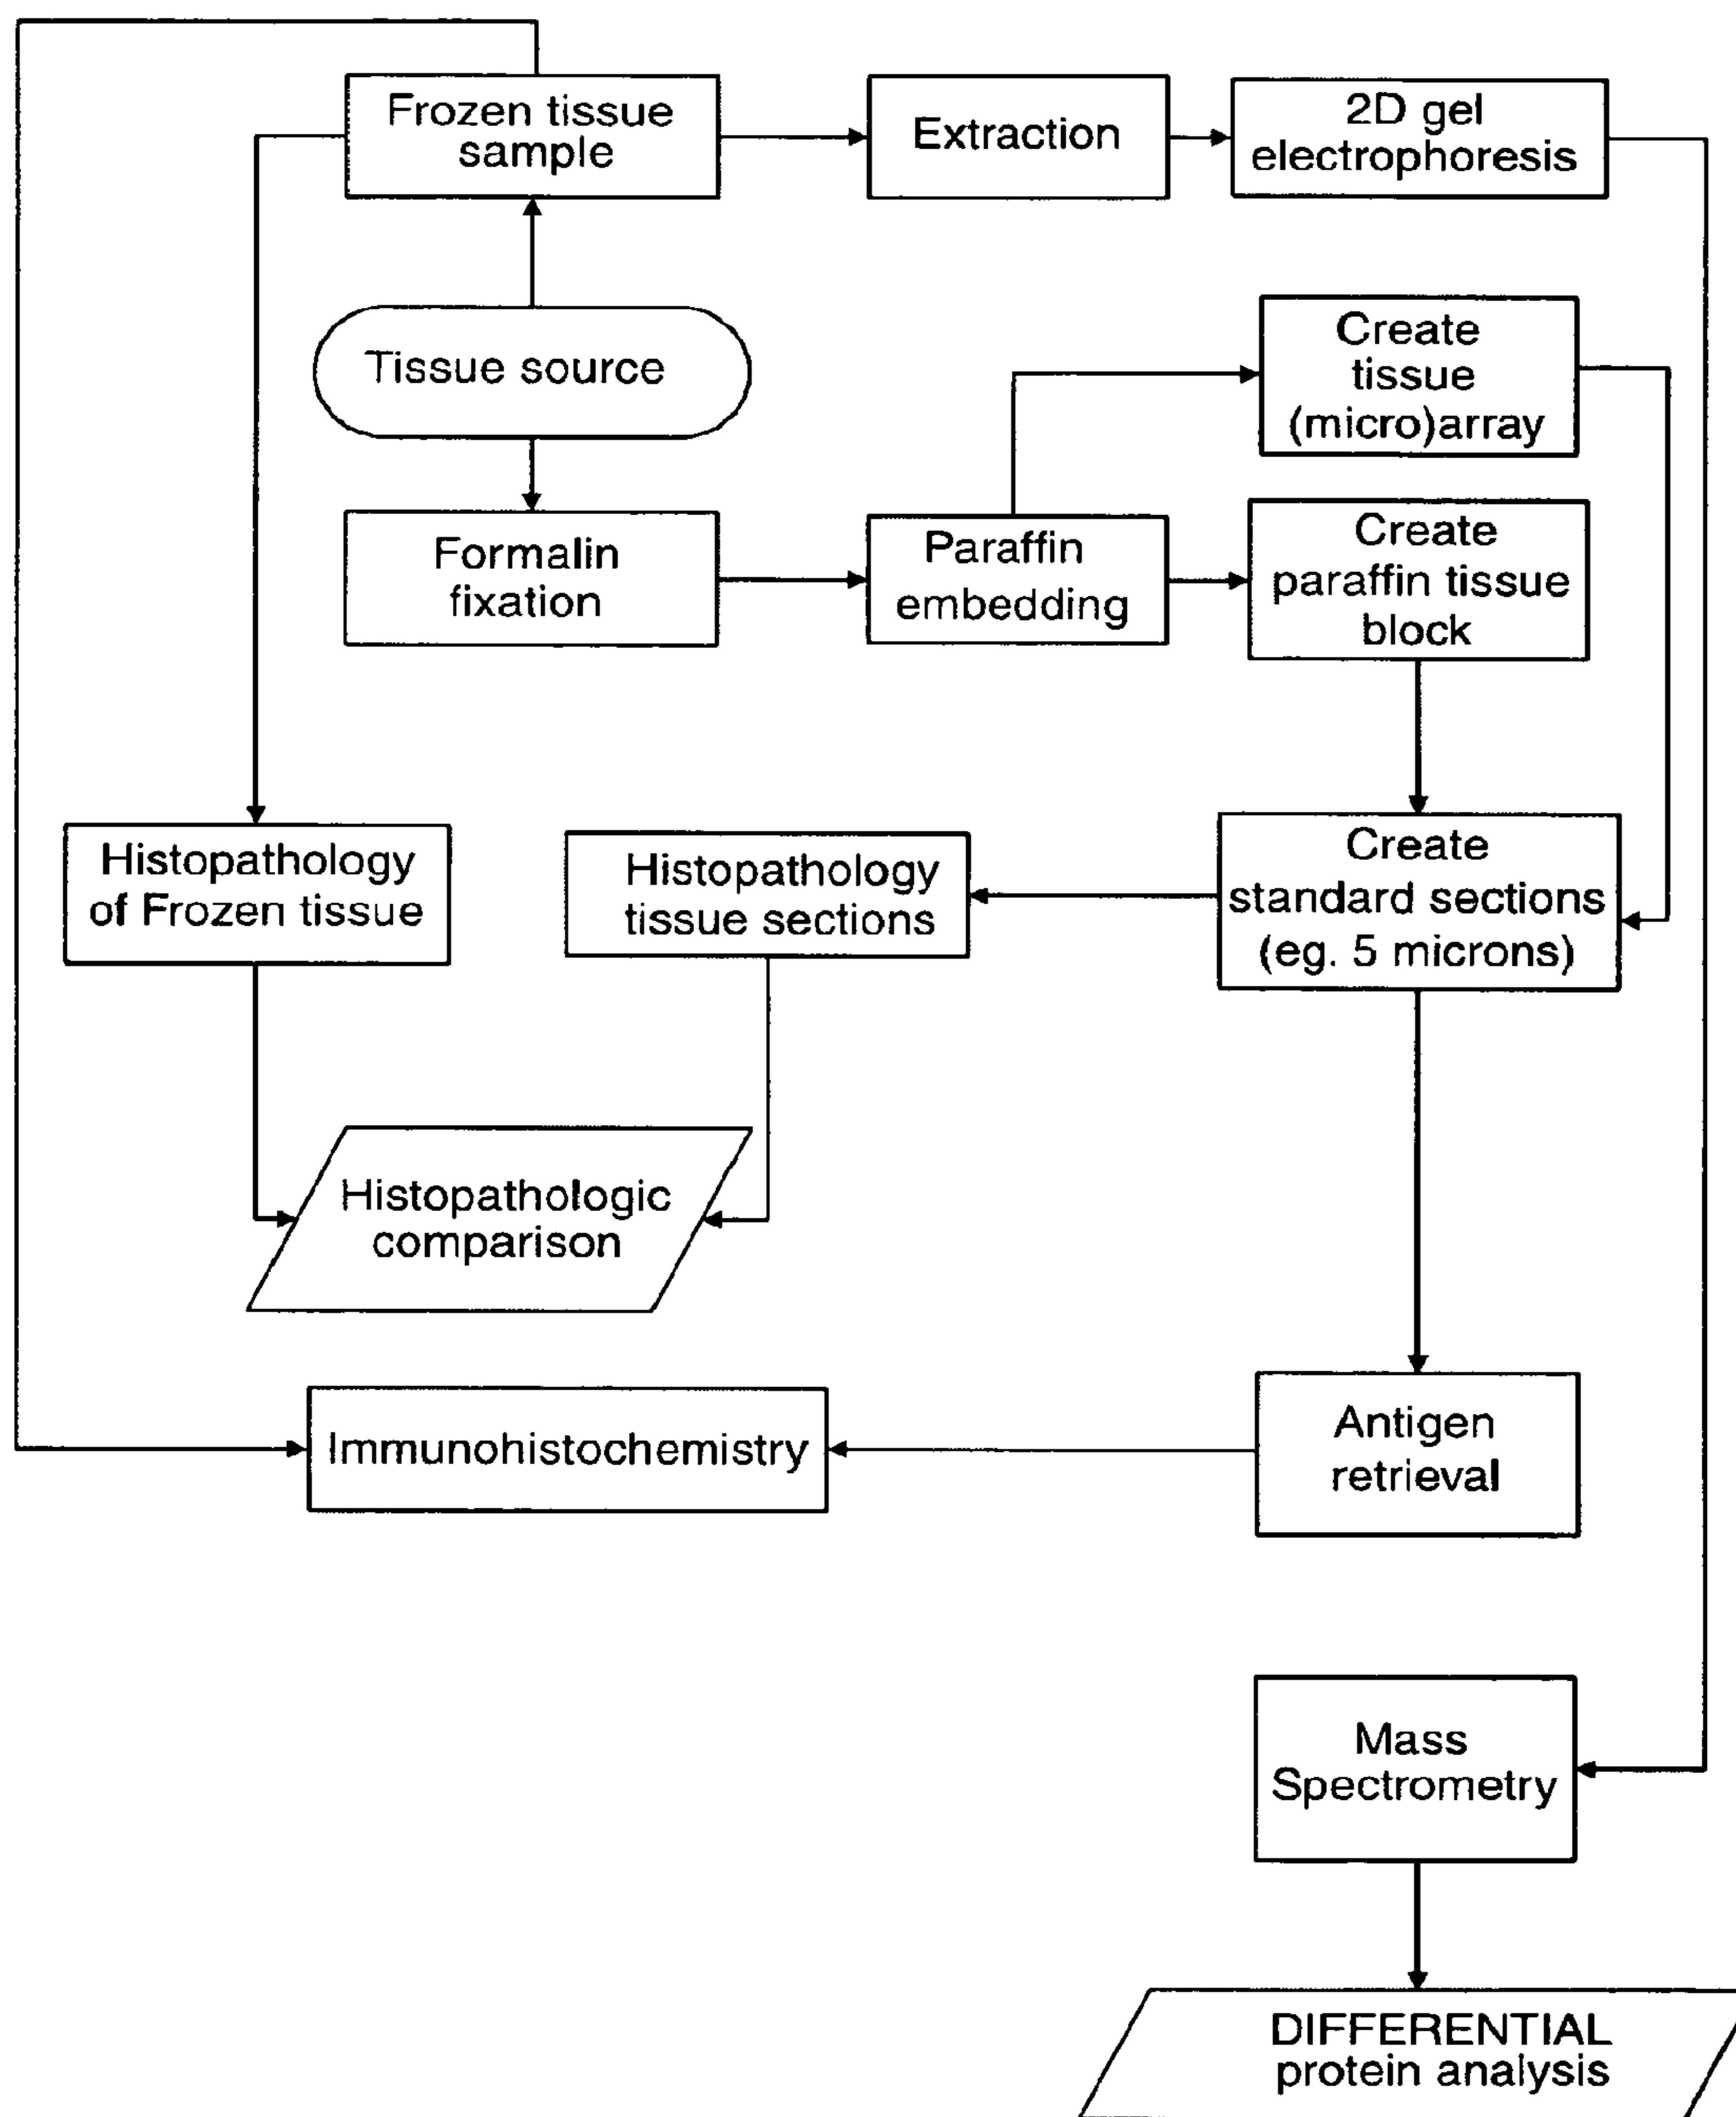 Frozen tissue
sample
Extraction
2D gel
electrophoresis
Tissue source
Create
tissue
(micro)array
Formalin
fixation
Paraffin
embedding
Create
paraffin tissue
block
Histopathology
of Frozen tissue
Histopathology
tissue sections
Create
standard sections
(eg. 5 microns)
Histopathologic
comparison
Immunohistochemistry
Antigen
retrieval
Mass
Spectrometry
DIFFERENTIAL
protein analysis